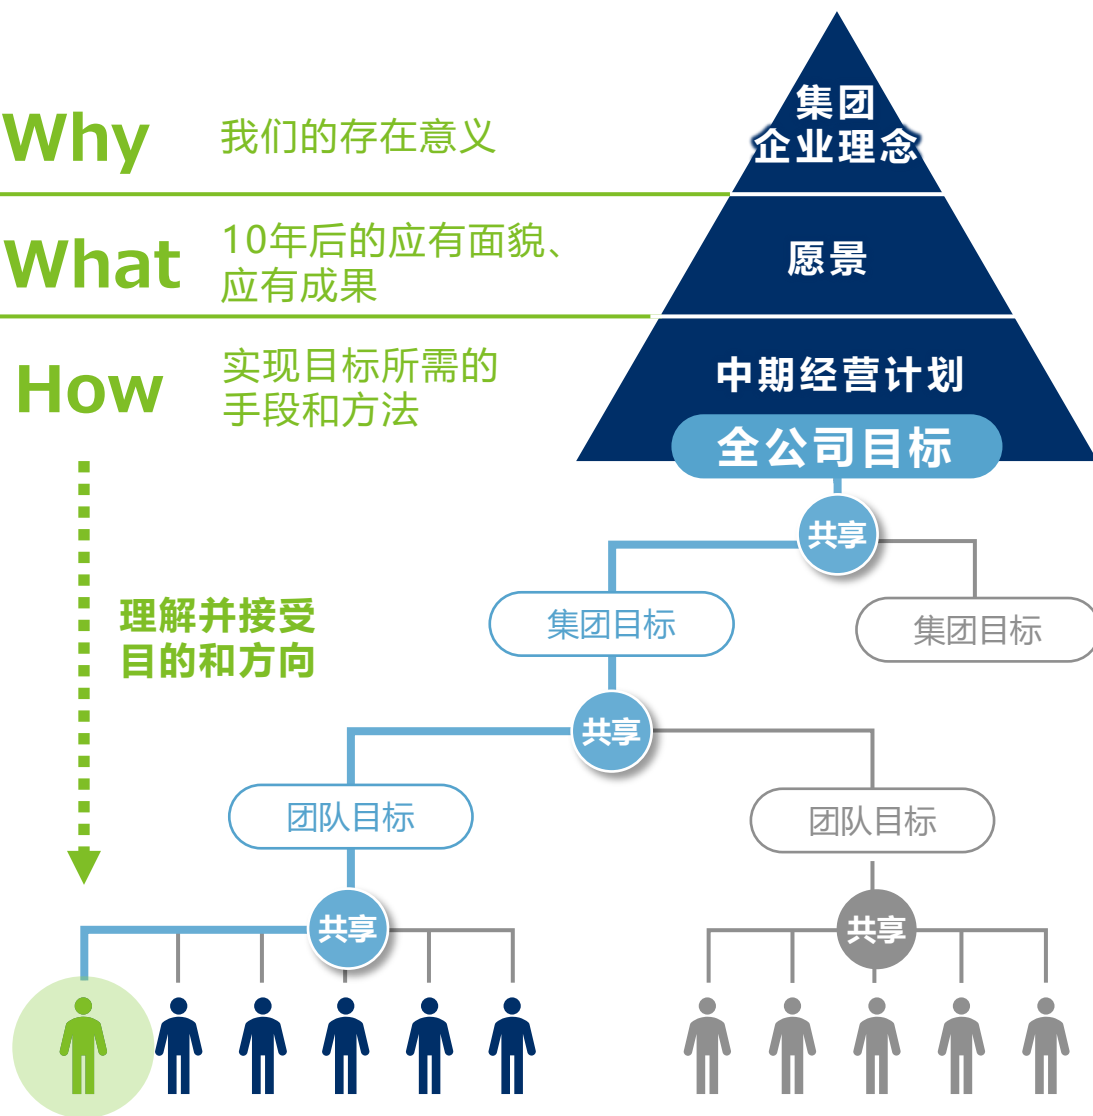 Why
我们的存在意义
集团
企业理念
What
10年后的应有面貌、
应有成果
愿景
How
实现目标所需的
手段和方法
中期经营计划
全公司目标
共享
理解并接受
目的和方向
集团目标
集团目标
共享
团队目标
团队目标
共享
共享